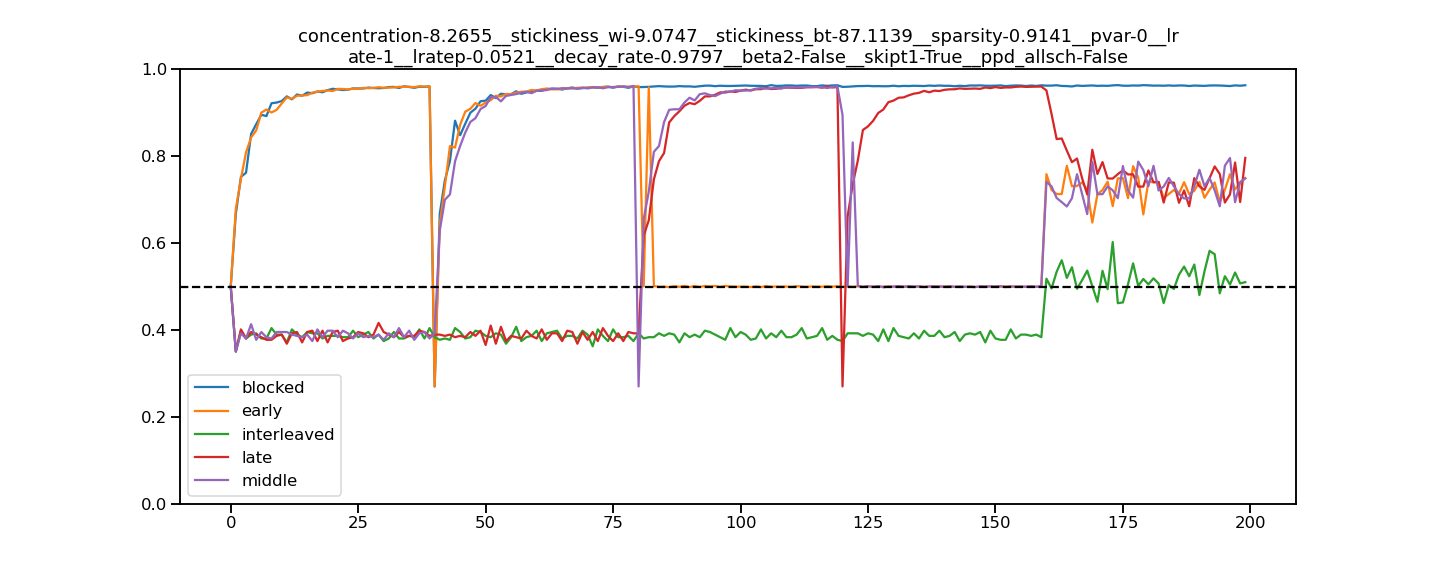 concentration-8.2655__stickiness_wi-9.0747__stickiness_bt-87.1139__sparsity-0.9141__pvar-0__lr
ate-1__lratep-0.0521__decay_rate-0.9797__beta2-False__skipt1-True__ppd_allsch-False
1.0
0.8
0.6
0.4
0.2
0.0
blocked
early
interleaved
late
middle
0 25 50 75 100 125 150 175 200